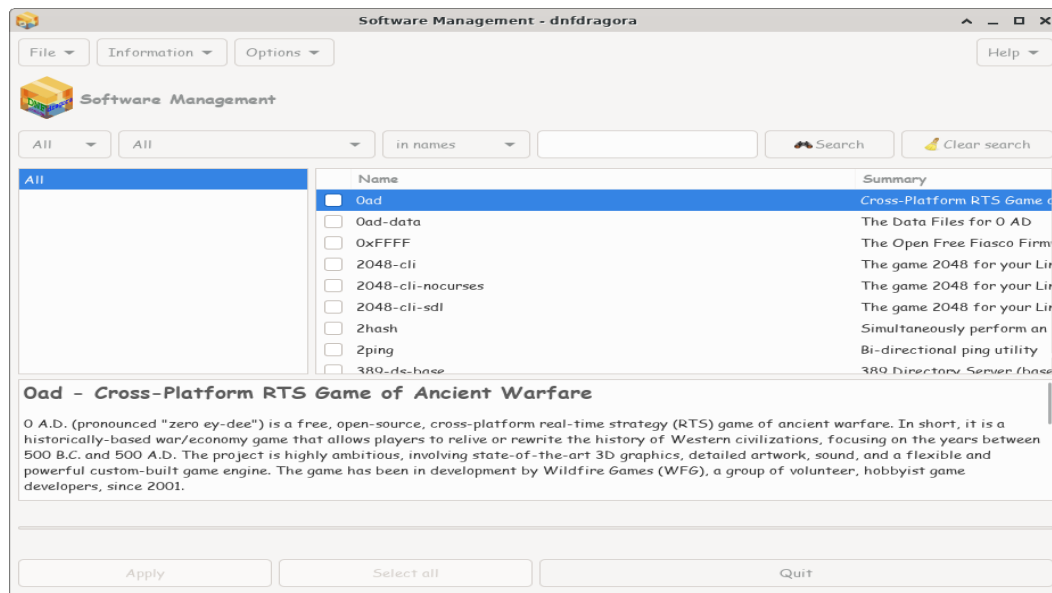 Software Management - dnfdragora
File Information Options Help
Software Management
All All in names Search Clear search
All
Name Summary
0ad Cross-Platform RTS Game
0ad-data The Data Files for 0 AD
0xFFFF The Open Free Fiasco
2048-cli The game 2048 for your
2048-cli-nocurses The game 2048 for your
2048-cli-sdl The game 2048 for your
2hash Simultaneously perform an
2ping Bi-directional ping utility
389-ds-base 389 Directory Server (base
0ad - Cross-Platform RTS Game of Ancient Warfare
0 A.D. (pronounced "zero ey-dee") is a free, open-source, cross-platform real-time strategy (RTS) game of ancient warfare. In short, it is a
historically-based war/economy game that allows players to relive or rewrite the history of Western civilizations, focusing on the years between
500 B.C. and 500 A.D. The project is highly ambitious, involving state-of-the-art 3D graphics, detailed artwork, sound, and a flexible and
powerful custom-built game engine. The game has been in development by Wildfire Games (WFG), a group of volunteer, hobbyist game
developers, since 2001.
Apply Select all Quit